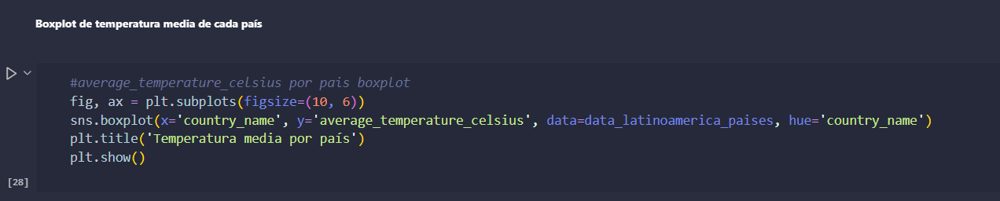 Boxplot de temperatura media de cada país
#average_temperature_celsius por pais boxplot
fig, ax = plt.subplots(figsize=(10, 6))
sns.boxplot(x='country_name', y='average_temperature_celsius', data=data_latinoamerica_paises, hue='country_name')
plt.title('Temperatura media por país')
plt.show()
[28]